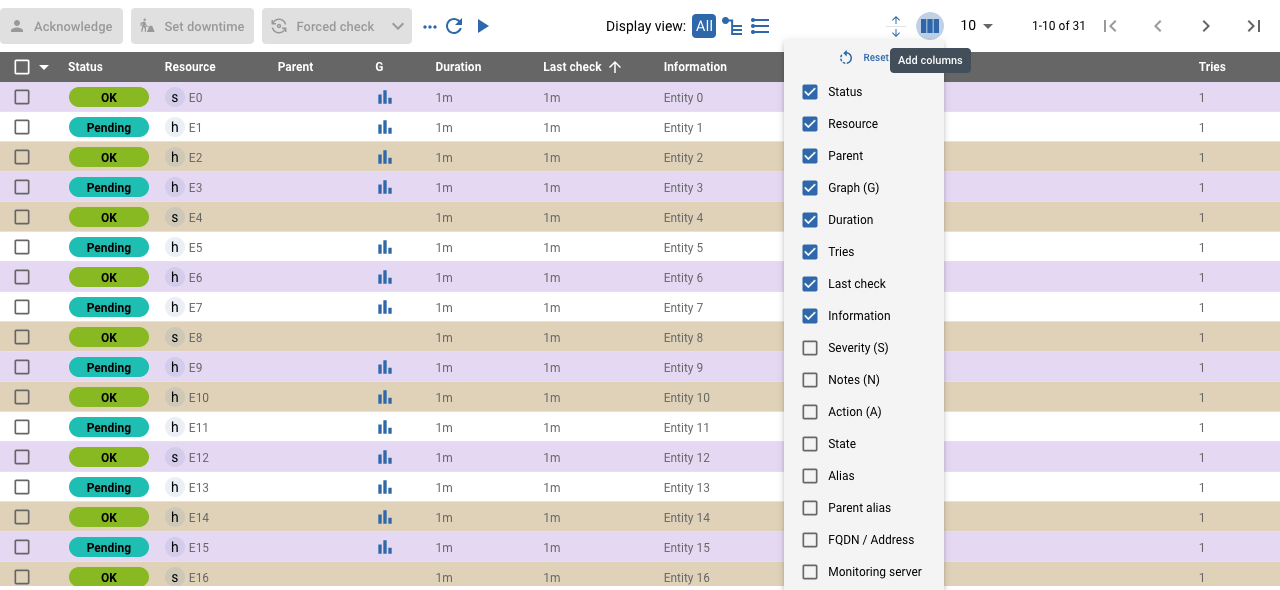 Acknowledge Set downtime Forced check Display view: All 10 1-10 of 31
Reset Add columns
Status Resource Parent G Duration Last check Information Tries
OK s E0 1m 1m Entity 0 1
Status
Pending h E1 1m 1m Entity 1 1
Resource
OK h E2 1m 1m Entity 2 1
Parent
Pending h E3 1m 1m Entity 3 1
Graph (G)
OK s E4 1m 1m Entity 4 1
Duration
Pending h E5 1m 1m Entity 5 1
Tries
OK s E6 1m 1m Entity 6 1
Last check
Pending h E7 1m 1m Entity 7 1
Information
OK s E8 1m 1m Entity 8 1
Severity (S)
Pending h E9 1m 1m Entity 9 1
Notes (N)
OK h E10 1m 1m Entity 10 1
Action (A)
Pending h E11 1m 1m Entity 11 1
State
OK s E12 1m 1m Entity 12 1
Alias
Pending h E13 1m 1m Entity 13 1
Parent alias
OK h E14 1m 1m Entity 14 1
FQDN / Address
Pending h E15 1m 1m Entity 15 1
Monitoring server
OK s E16 1m 1m Entity 16 1